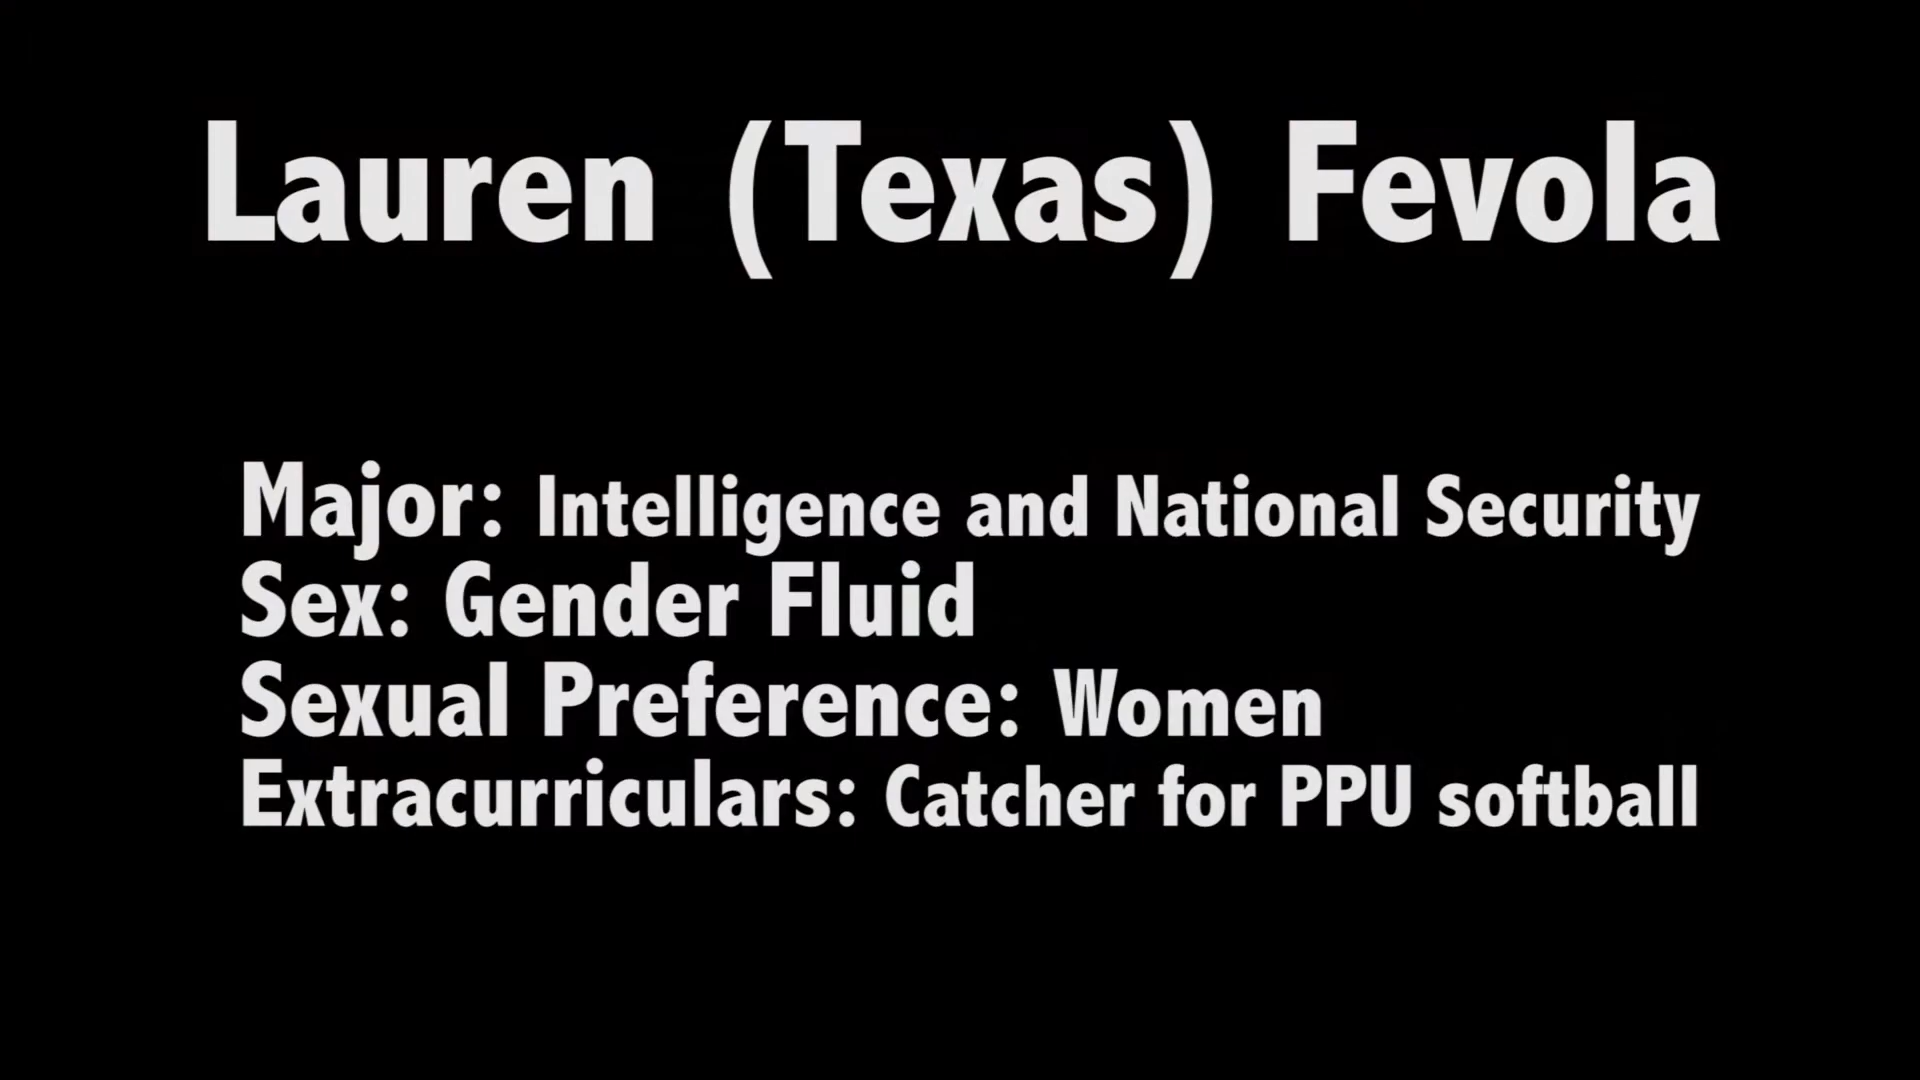 Lauren (Texas) Fevola
Major: Intelligence and National Security
Sex: Gender Fluid
Sexual Preference: Women
Extracurriculars: Catcher for PPU softball